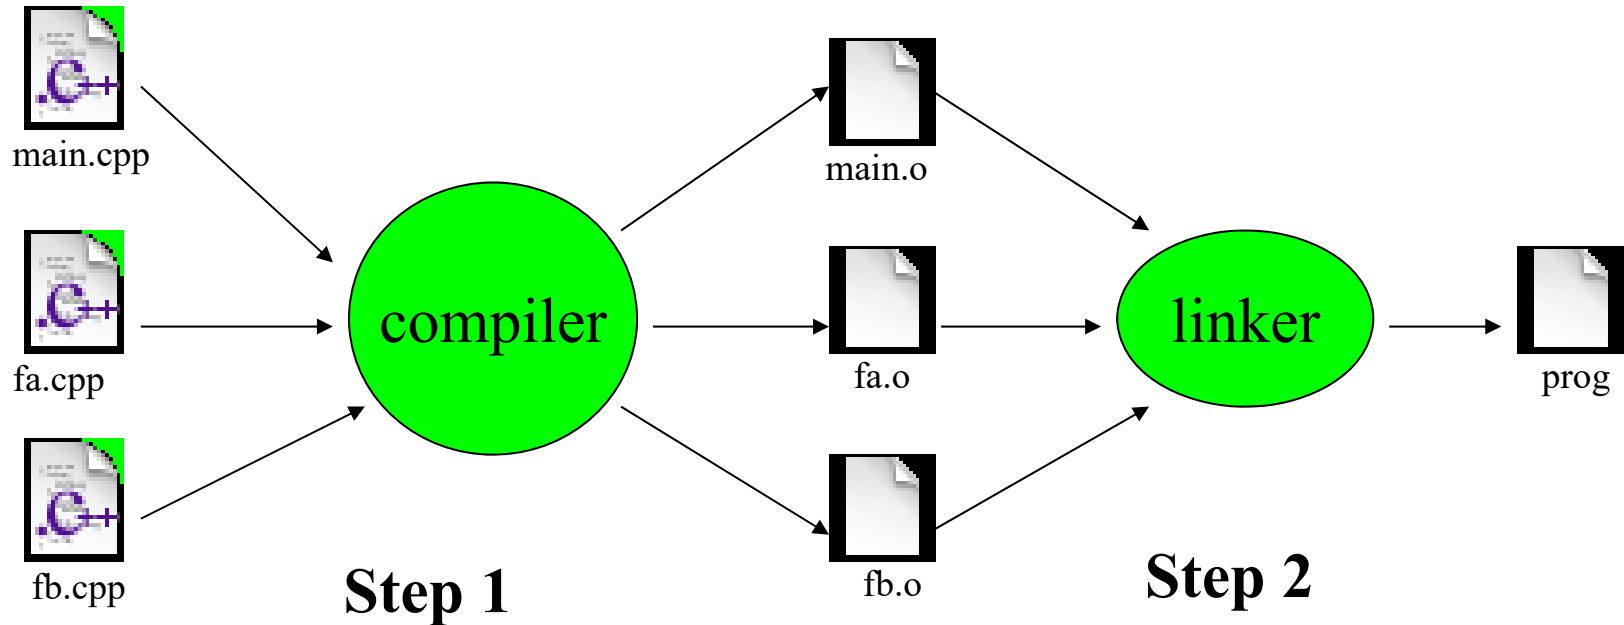 main.cpp
fa.cpp
fb.cpp
compiler
Step 1
main.o
fa.o
fb.o
linker
Step 2
prog